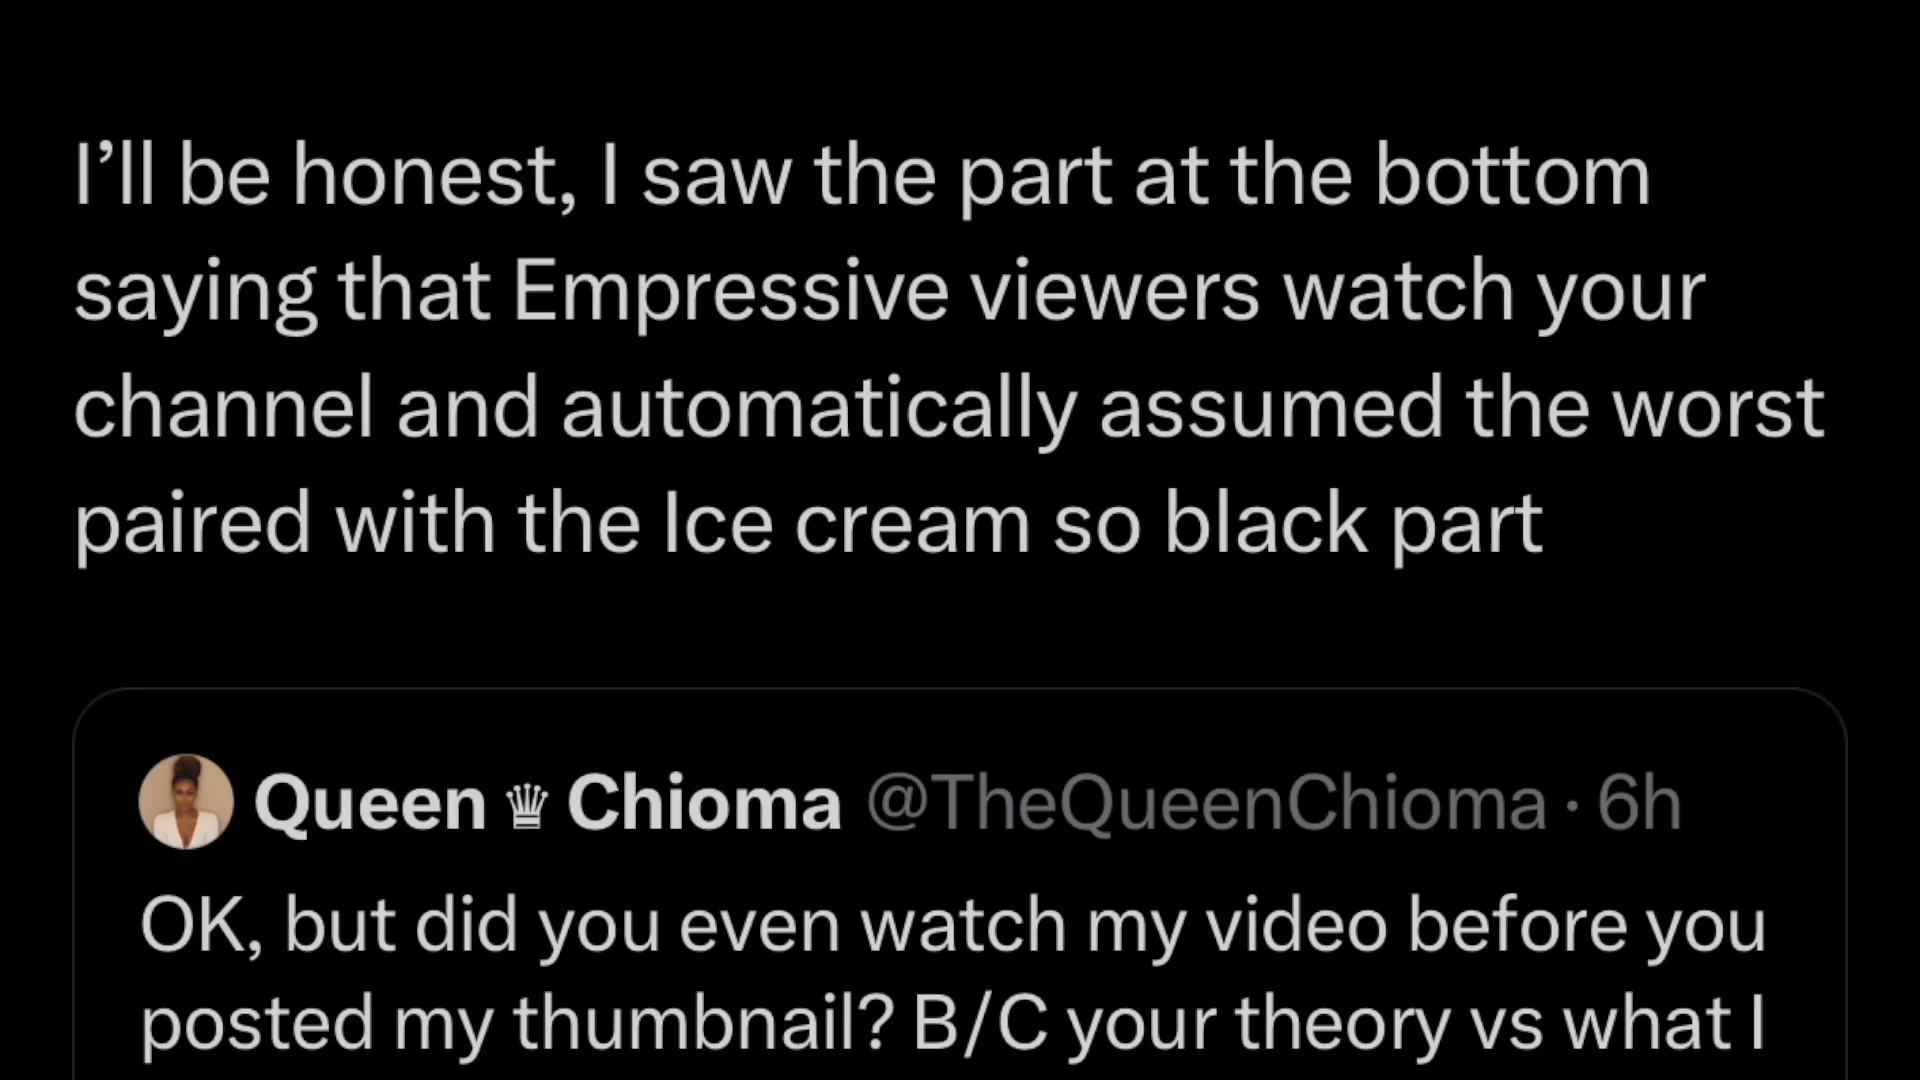 I’ll be honest, I saw the part at the bottom
saying that Empressive viewers watch your
channel and automatically assumed the worst
paired with the Ice cream so black part
Queen ♛ Chioma @TheQueenChioma · 6h
OK, but did you even watch my video before you
posted my thumbnail? B/C your theory vs what I